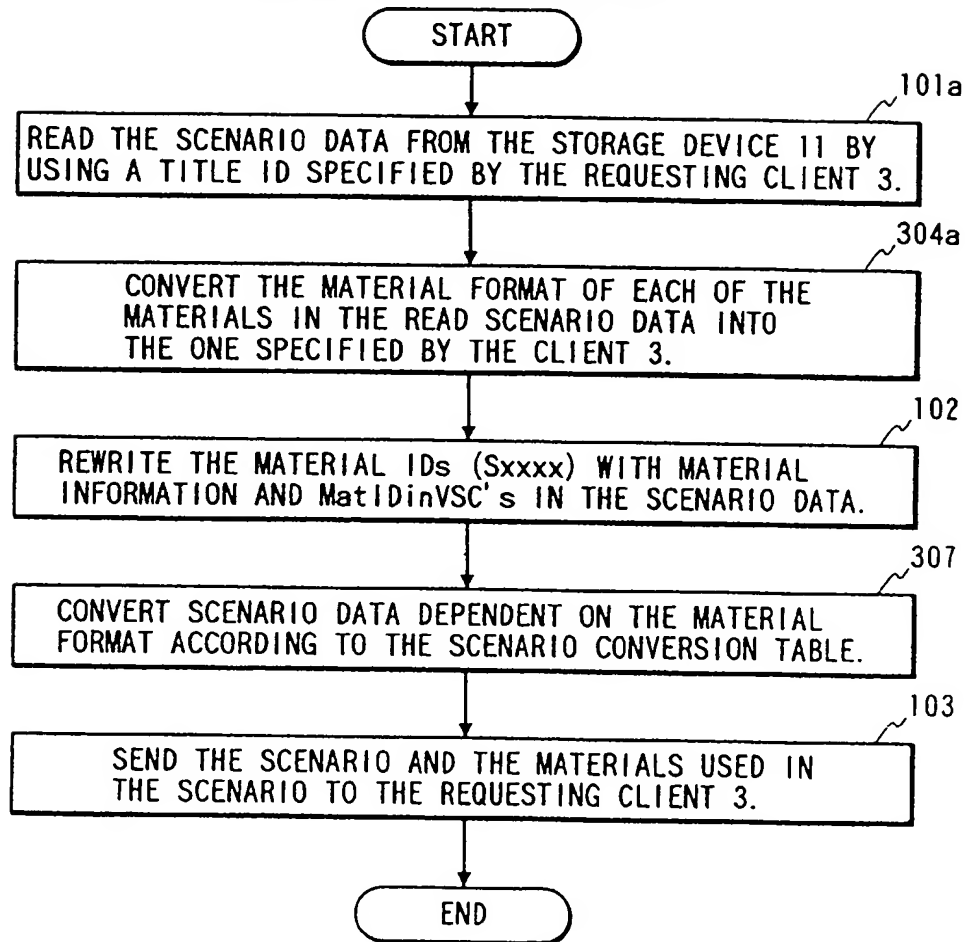 START
101a
READ THE SCENARIO DATA FROM THE STORAGE DEVICE 11 BY
USING A TITLE ID SPECIFIED BY THE REQUESTING CLIENT 3.
304a
CONVERT THE MATERIAL FORMAT OF EACH OF THE
MATERIALS IN THE READ SCENARIO DATA INTO
THE ONE SPECIFIED BY THE CLIENT 3.
102
REWRITE THE MATERIAL IDs (Sxxxx) WITH MATERIAL
INFORMATION AND MatIDinVSC's IN THE SCENARIO DATA.
307
CONVERT SCENARIO DATA DEPENDENT ON THE MATERIAL
FORMAT ACCORDING TO THE SCENARIO CONVERSION TABLE.
103
SEND THE SCENARIO AND THE MATERIALS USED IN
THE SCENARIO TO THE REQUESTING CLIENT 3.
END